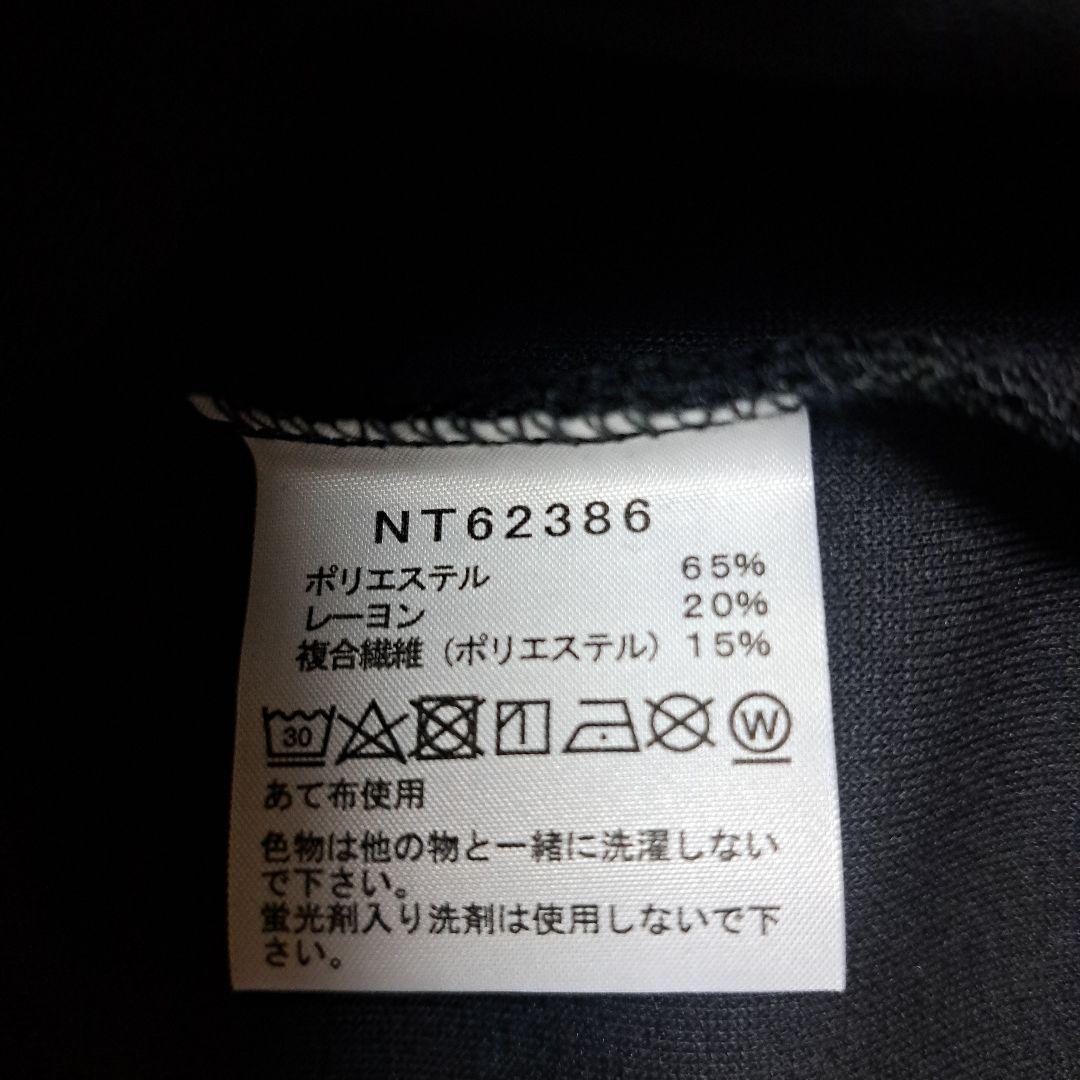 NT62386
ポリエステル 65%
レーヨン 20%
複合繊維（ポリエステル） 15%
30 W
あて布使用
色物は他の物と一緒に洗濯しない
で下さい。
蛍光剤入り洗剤は使用しないで下
さい。